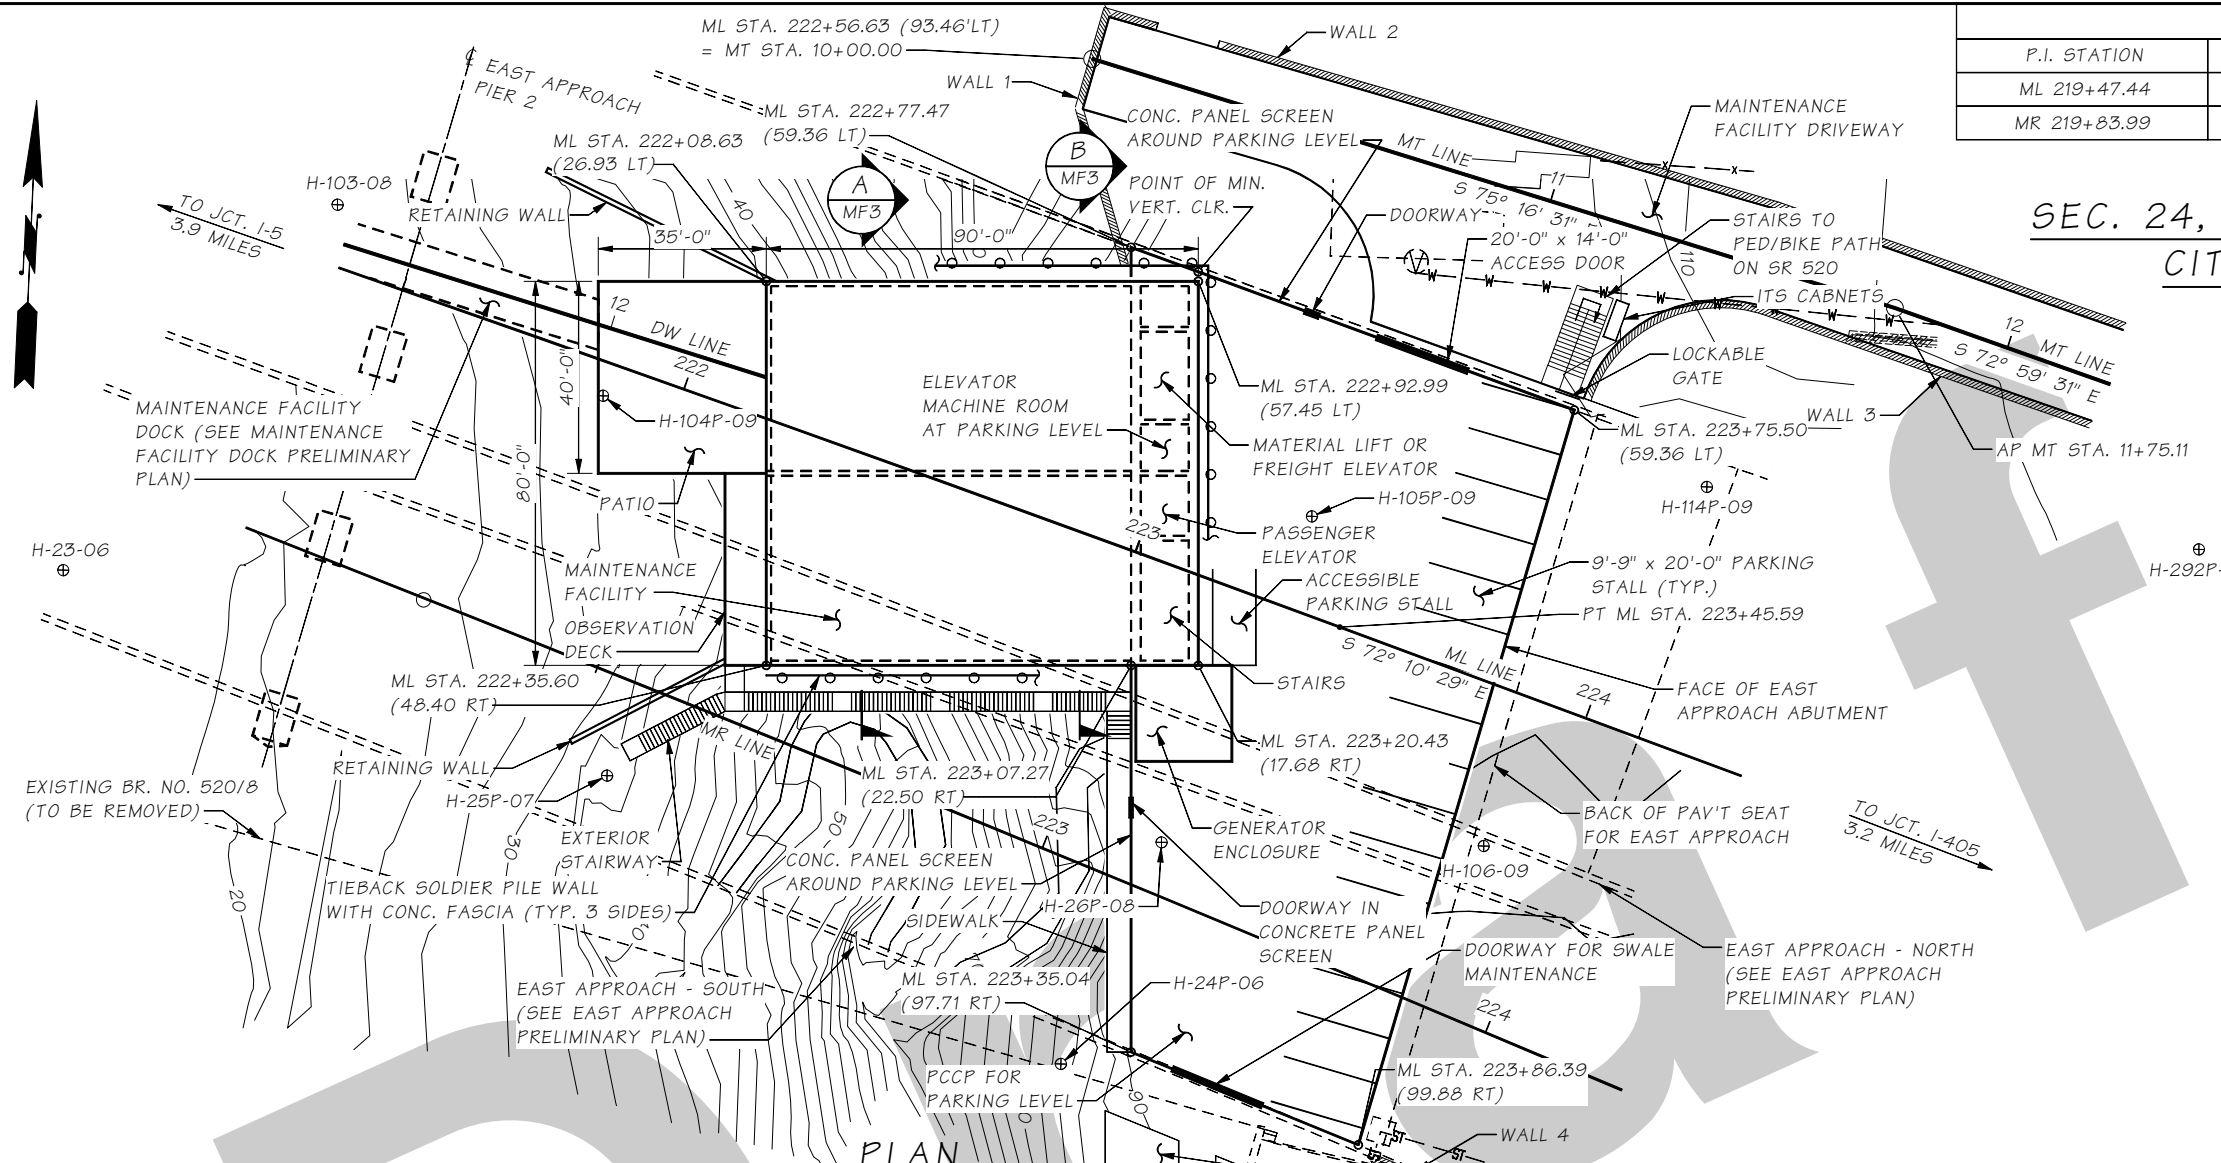 ML STA. 222+56.63 (93.46'LT)
= MT STA. 10+00.00
WALL 2
P.I. STATION
ML 219+47.44
MR 219+83.99
℄ EAST APPROACH
PIER 2
WALL 1
ML STA. 222+77.47
(59.36 LT)
CONC. PANEL SCREEN
AROUND PARKING LEVEL
MAINTENANCE
FACILITY DRIVEWAY
ML STA. 222+08.63
(26.93 LT)
A
MF3
B
MF3
MT LINE
11
S 75° 16' 31"
H-103-08
TO JCT. I-5
3.9 MILES
RETAINING WALL
40
35'-0"
90'-0"
POINT OF MIN.
VERT. CLR.
DOORWAY
20'-0" x 14'-0"
ACCESS DOOR
STAIRS TO
PED/BIKE PATH
ON SR 520
110
SEC. 24,
CIT
W W W W W W W W
ITS CABNETS
12
DW LINE
222
40'-0"
80'-0"
ELEVATOR
MACHINE ROOM
AT PARKING LEVEL
LOCKABLE
GATE
12
MT LINE
S 72° 59' 31" E
ML STA. 222+92.99
(57.45 LT)
WALL 3
MAINTENANCE FACILITY
DOCK (SEE MAINTENANCE
FACILITY DOCK PRELIMINARY
PLAN)
H-104P-09
MATERIAL LIFT OR
FREIGHT ELEVATOR
ML STA. 223+75.50
(59.36 LT)
AP MT STA. 11+75.11
PATIO
H-105P-09
H-114P-09
H-23-06
223
PASSENGER
ELEVATOR
H-292P-
MAINTENANCE
FACILITY
ACCESSIBLE
PARKING STALL
9'-9" x 20'-0" PARKING
STALL (TYP.)
PT ML STA. 223+45.59
OBSERVATION
DECK
S 72° 10' 29" E
ML LINE
224
ML STA. 222+35.60
(48.40 RT)
STAIRS
FACE OF EAST
APPROACH ABUTMENT
MR LINE
RETAINING WALL
ML STA. 223+20.43
(17.68 RT)
ML STA. 223+07.27
(22.50 RT)
EXISTING BR. NO. 520/8
(TO BE REMOVED)
H-25P-07
BACK OF PAV'T SEAT
FOR EAST APPROACH
TO JCT. I-405
3.2 MILES
50
223
EXTERIOR
STAIRWAY
30
GENERATOR
ENCLOSURE
CONC. PANEL SCREEN
AROUND PARKING LEVEL
H-106-09
20
TIEBACK SOLDIER PILE WALL
WITH CONC. FASCIA (TYP. 3 SIDES)
SIDEWALK
H-26P-08
DOORWAY IN
CONCRETE PANEL
SCREEN
DOORWAY FOR SWALE
MAINTENANCE
EAST APPROACH - NORTH
(SEE EAST APPROACH
PRELIMINARY PLAN)
EAST APPROACH - SOUTH
(SEE EAST APPROACH
PRELIMINARY PLAN)
ML STA. 223+35.04
(97.71 RT)
H-24P-06
224
PCCP FOR
PARKING LEVEL
90
ML STA. 223+86.39
(99.88 RT)
WALL 4
ST
ST
PLAN
Draf